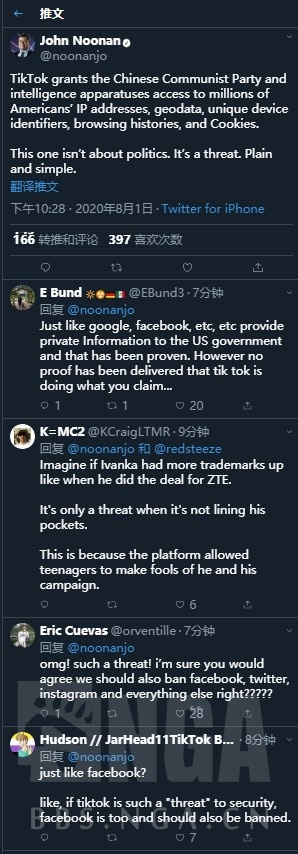 推文
John Noonan
@noonanjo
TikTok grants the Chinese Communist Party and
intelligence apparatuses access to millions of
Americans’ IP addresses, geodata, unique device
identifiers, browsing histories, and Cookies.
This one isn’t about politics. It’s a threat. Plain
and simple.
翻译推文
下午10:28 · 2020年8月1日 · Twitter for iPhone
166 转推和评论 397 喜欢次数
E Bund @EBund3 · 7分钟
回复 @noonanjo
Just like google, facebook, etc, etc provide
private Information to the US government
and that has been proven. However no
proof has been delivered that tik tok is
doing what you claim...
1 1 20
K=MC2 @KCraigLTMR · 9分钟
回复 @noonanjo 和 @redsteeze
Imagine if Ivanka had more trademarks up
like when he did the deal for ZTE.
It's only a threat when it's not lining his
pockets.
This is because the platform allowed
teenagers to make fools of he and his
campaign.
6
Eric Cuevas @orventille · 7分钟
回复 @noonanjo
omg! such a threat! i’m sure you would
agree we should also ban facebook, twitter,
instagram and everything else right?????
1 28
Hudson // JarHead11TikTok B... · 8分钟
回复 @noonanjo
just like facebook?
like, if tiktok is such a "threat" to security,
facebook is too and should also be banned.
7
NGA
BBS.NGA.CN